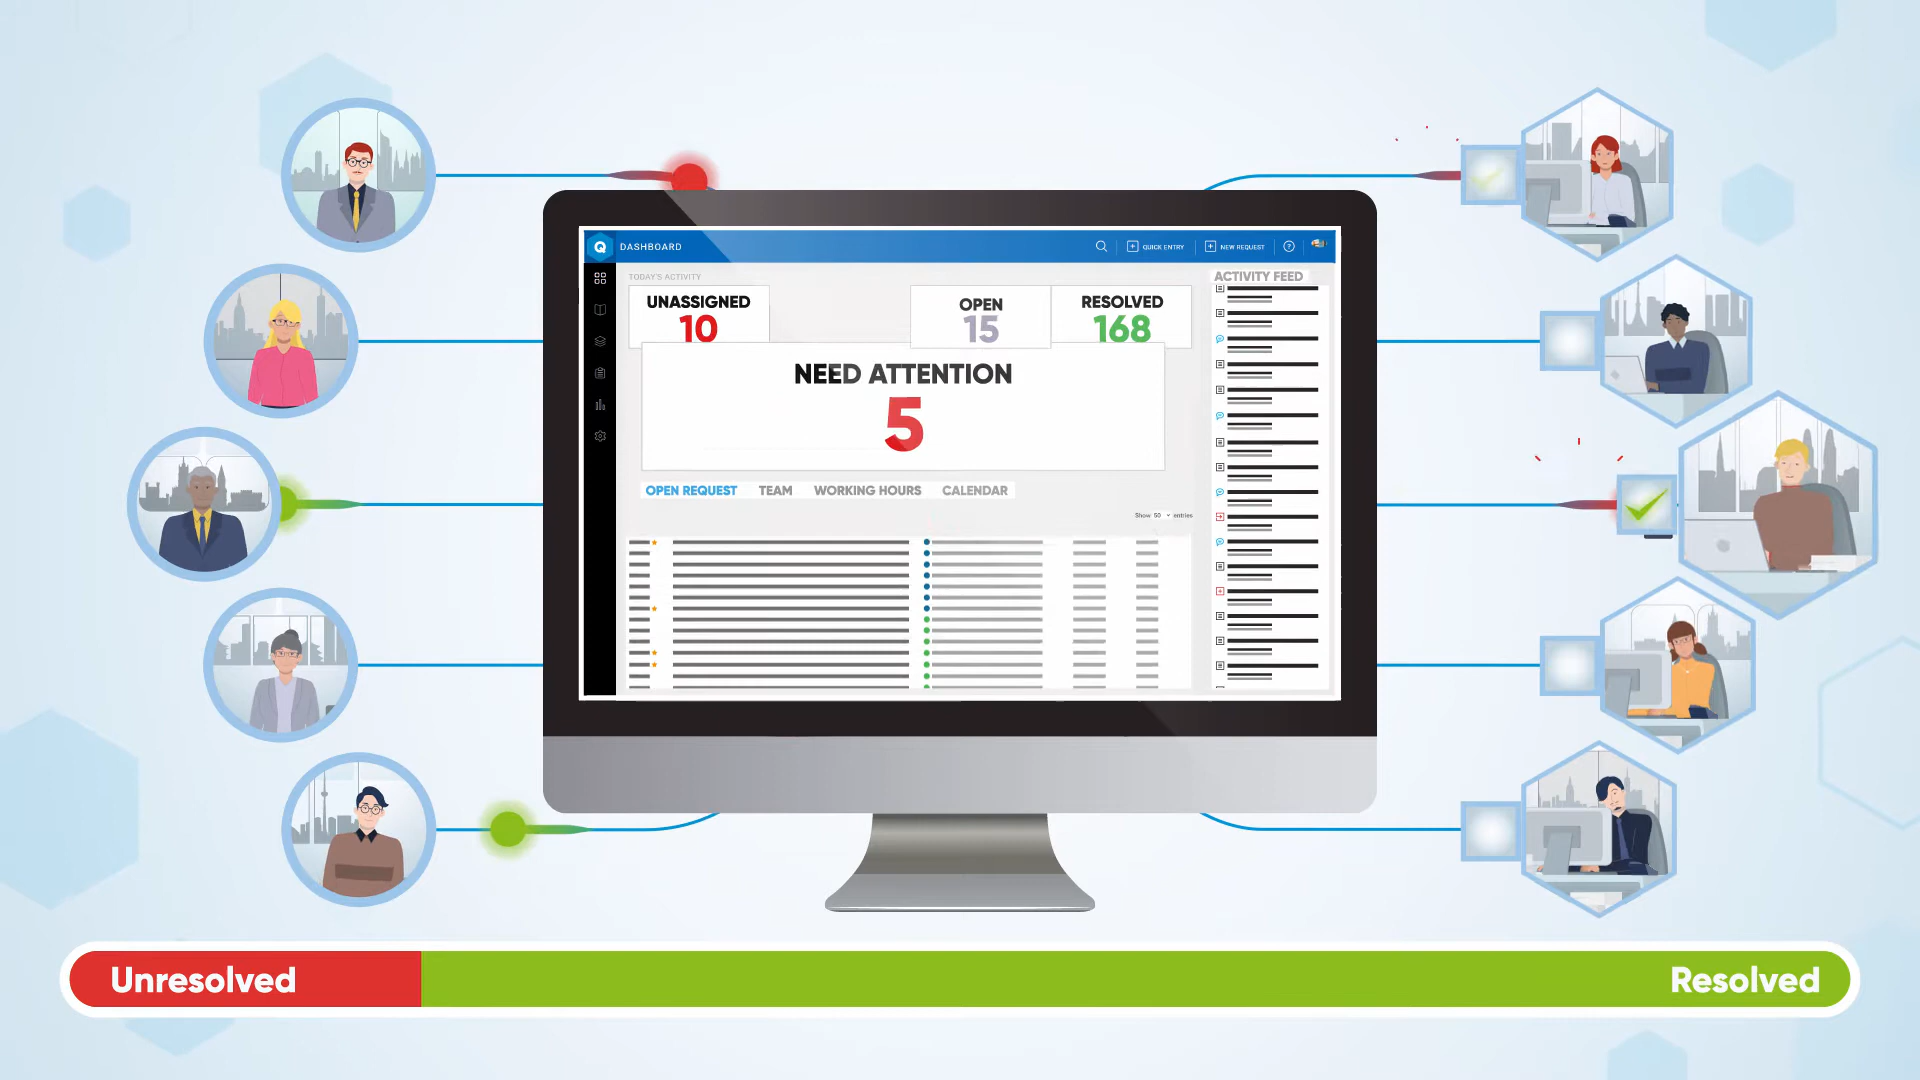 Q DASHBOARD
QUICK ENTRY
NEW REQUEST
?
TODAY'S ACTIVITY
ACTIVITY FEED
UNASSIGNED
10
OPEN
15
RESOLVED
168
NEED ATTENTION
5
OPEN REQUEST TEAM WORKING HOURS CALENDAR
Show 50 entries
Unresolved
Resolved